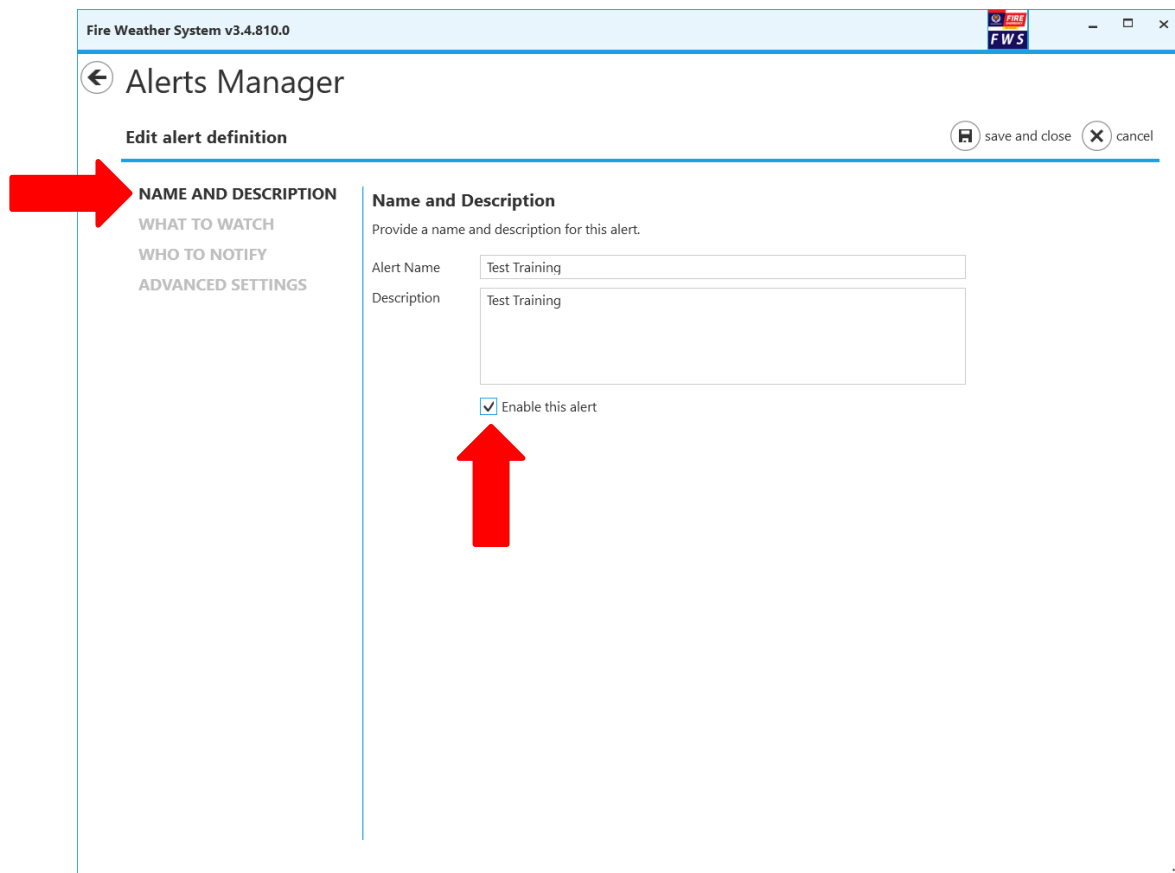 Fire Weather System v3.4.810.0
FIRE
FWS
Alerts Manager
Edit alert definition
save and close
cancel
NAME AND DESCRIPTION
WHAT TO WATCH
WHO TO NOTIFY
ADVANCED SETTINGS
Name and Description
Provide a name and description for this alert.
Alert Name
Test Training
Description
Test Training
Enable this alert